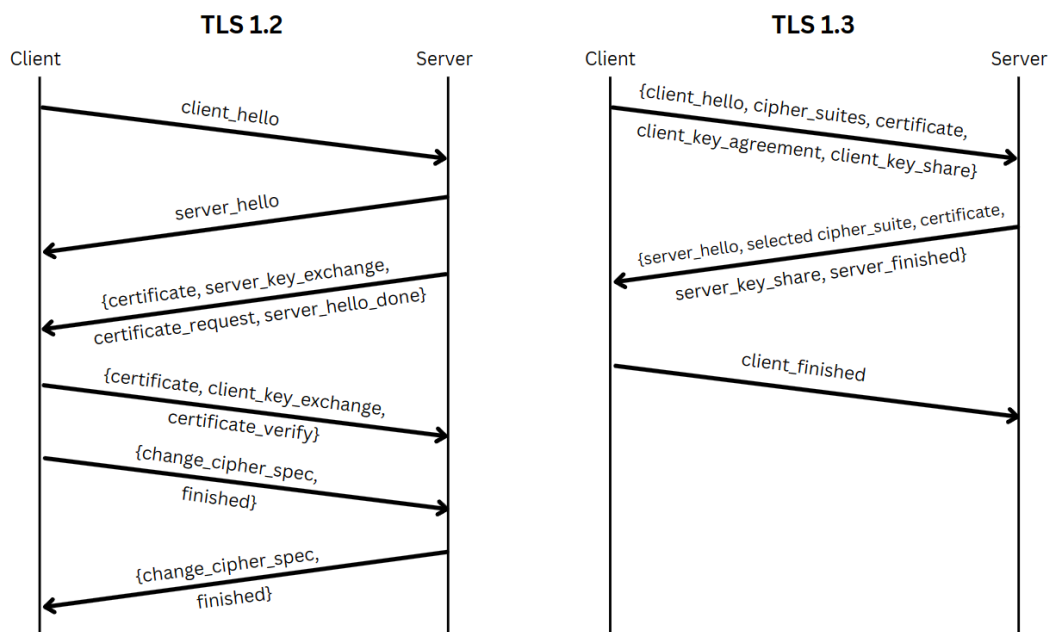 TLS 1.2
Client
Server
client_hello
server_hello
{certificate, server_key_exchange,
certificate_request, server_hello_done}
{certificate, client_key_exchange,
certificate_verify}
{change_cipher_spec,
finished}
{change_cipher_spec,
finished}
TLS 1.3
Client
Server
{client_hello, cipher_suites, certificate,
client_key_agreement, client_key_share}
{server_hello, selected cipher_suite, certificate,
server_key_share, server_finished}
client_finished